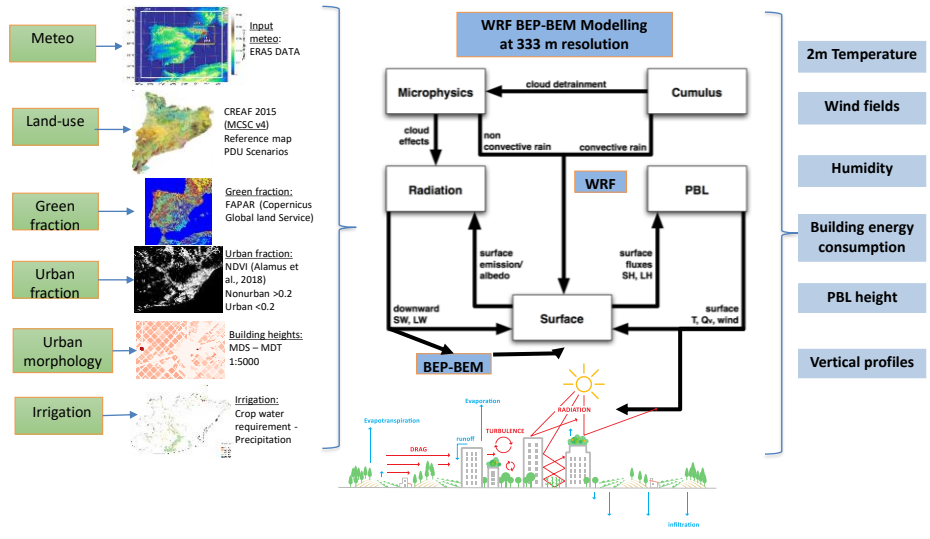 Meteo
Input
meteo:
ERA5 DATA
Land-use
CREAF 2015
(MCSC v4)
Reference map
PDU Scenarios
Green
fraction
Green fraction:
FAPAR (Copernicus
Global land Service)
Urban
fraction
Urban fraction:
NDVI (Alamus et
al., 2018)
Nonurban >0.2
Urban <0.2
Urban
morphology
Building heights:
MDS – MDT
1:5000
Irrigation
Irrigation:
Crop water
requirement -
Precipitation
WRF BEP-BEM Modelling
at 333 m resolution
Microphysics
cloud detrainment
Cumulus
cloud
effects
non
convective rain
convective rain
WRF
Radiation
PBL
surface
emission/
albedo
surface
fluxes
SH, LH
downward
SW, LW
Surface
surface
T, Qv, wind
BEP-BEM
Evapotranspiration
Evaporation
RADIATION
TURBULENCE
runoff
DRAG
infiltration
2m Temperature
Wind fields
Humidity
Building energy
consumption
PBL height
Vertical profiles